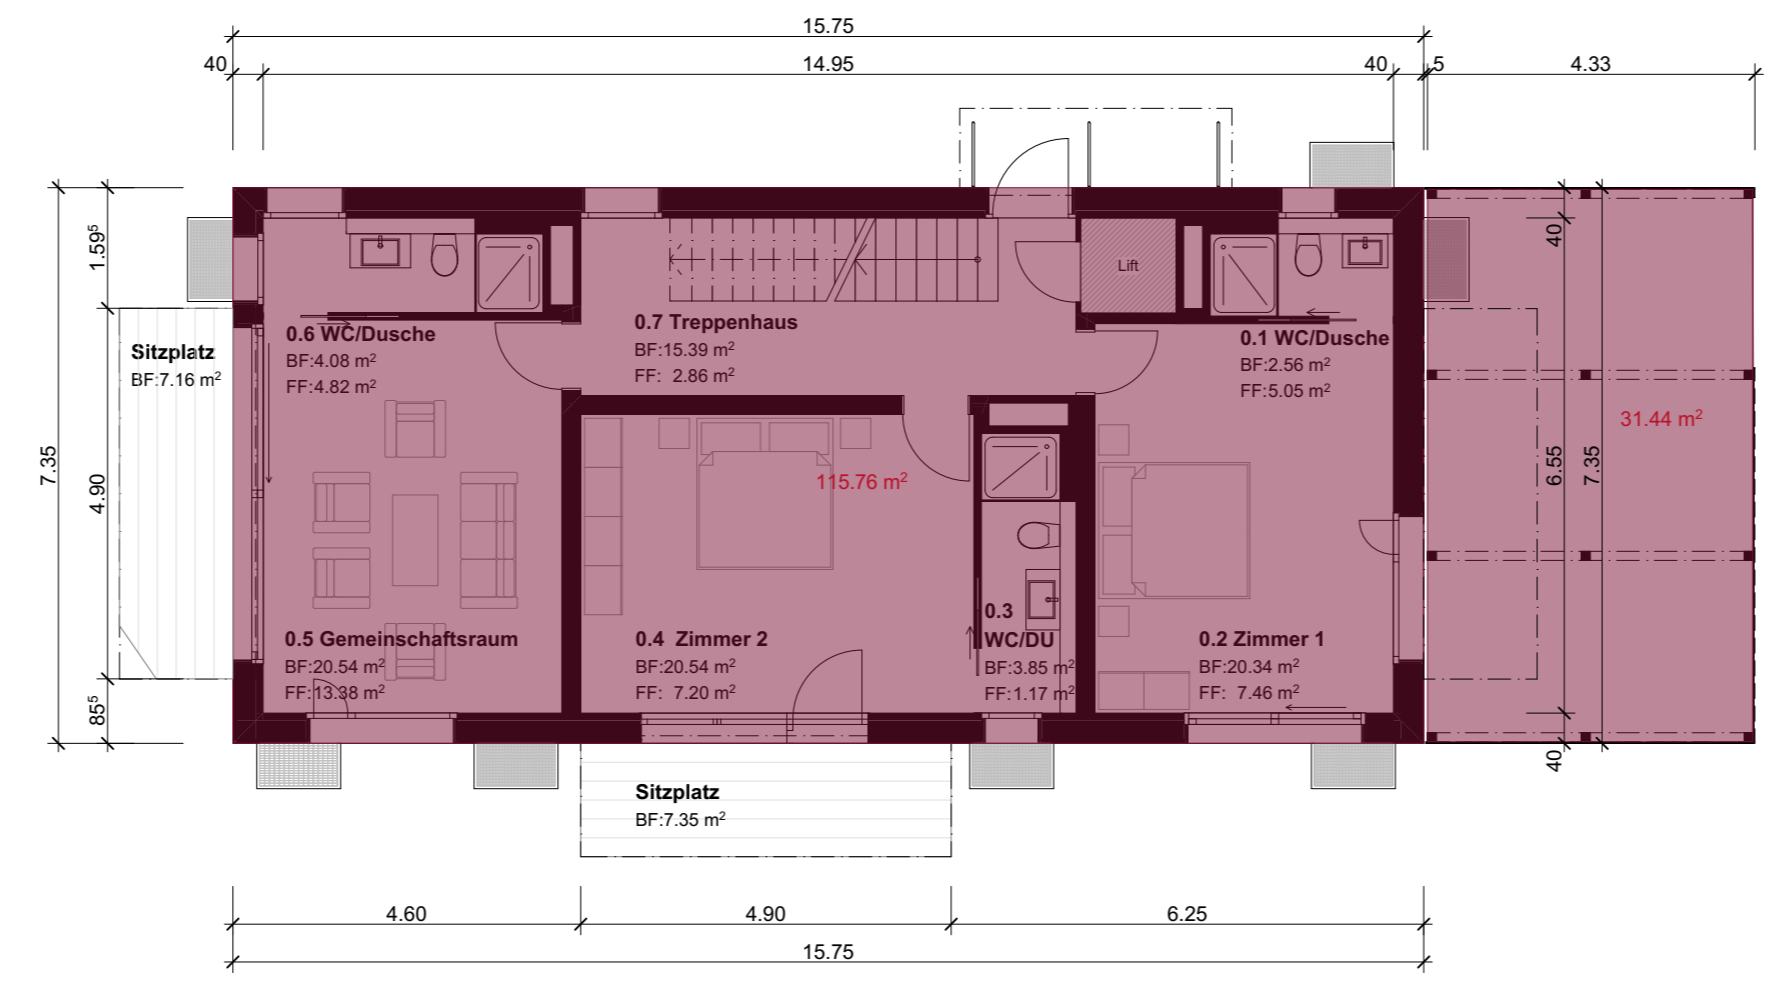 15.75
40
14.95
40
5
4.33
7.35
1.59⁵
4.90
85⁵
Lift
0.6 WC/Dusche
BF:4.08 m²
FF:4.82 m²
0.7 Treppenhaus
BF:15.39 m²
FF: 2.86 m²
0.1 WC/Dusche
BF:2.56 m²
FF:5.05 m²
Sitzplatz
BF:7.16 m²
115.76 m²
31.44 m²
40
6.55
7.35
40
0.5 Gemeinschaftsraum
BF:20.54 m²
FF:13.38 m²
0.4 Zimmer 2
BF:20.54 m²
FF: 7.20 m²
0.3
WC/DU
BF:3.85 m²
FF:1.17 m²
0.2 Zimmer 1
BF:20.34 m²
FF: 7.46 m²
Sitzplatz
BF:7.35 m²
4.60
4.90
6.25
15.75